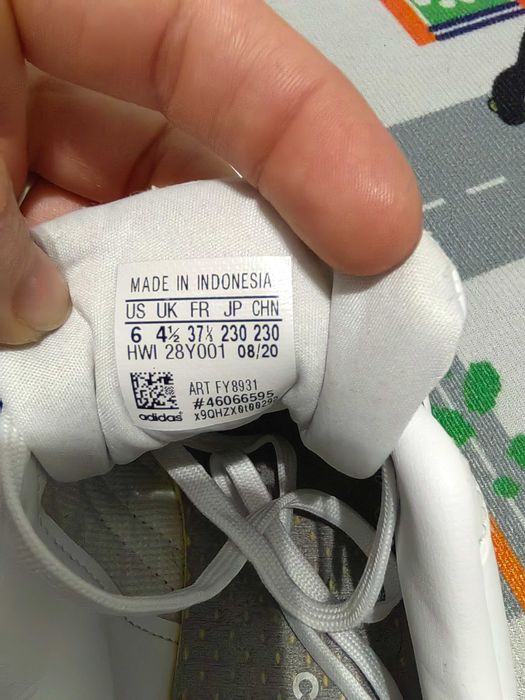 MADE IN INDONESIA
US UK FR JP CHN
6 4½ 37⅓ 230 230
HWI 28Y001 08/20
ART FY8931
#46066595
adidas